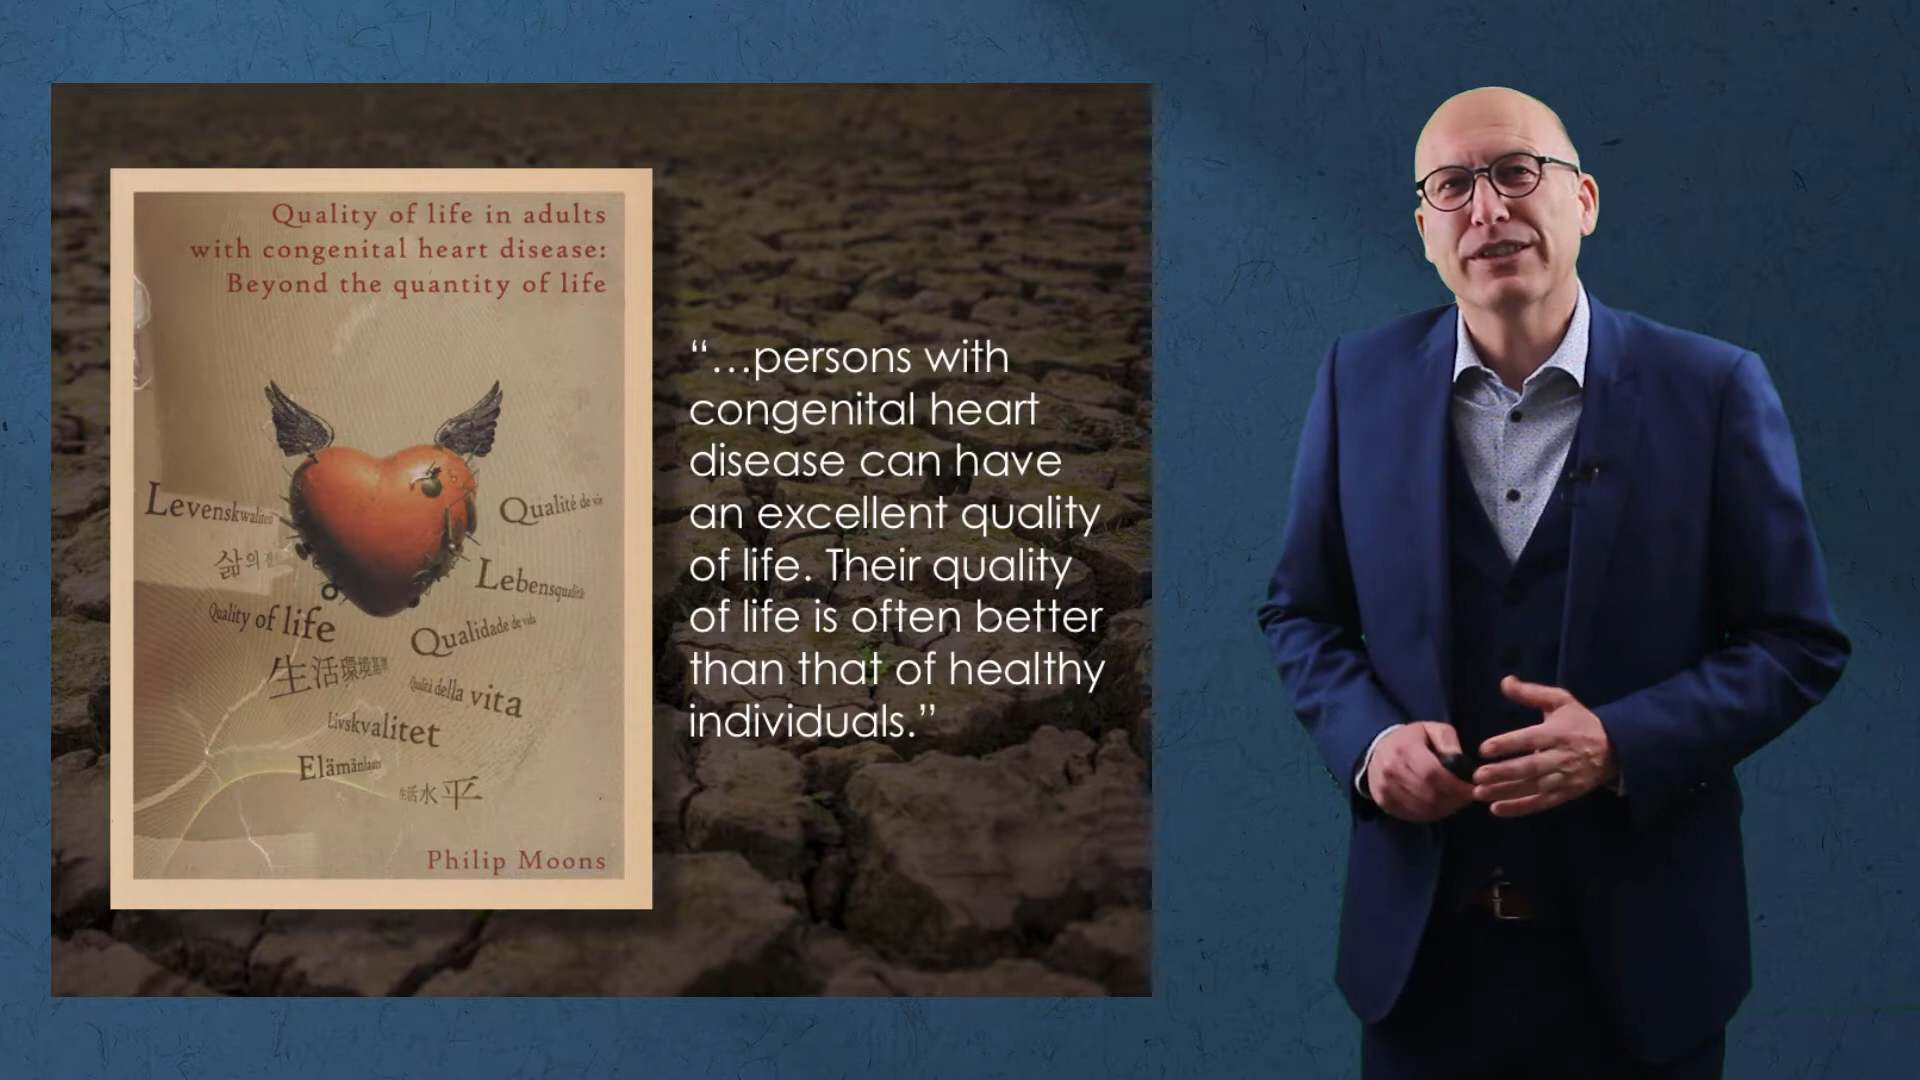 Quality of life in adults
with congenital heart disease:
Beyond the quantity of life
Levenskwaliteit
Qualité de vie
삶의
Lebensqualität
Quality of life
Qualidade de vida
生活環境基準
Qualità della vita
Livskvalitet
Elämänlaatu
生活水平
Philip Moons
“…persons with
congenital heart
disease can have
an excellent quality
of life. Their quality
of life is often better
than that of healthy
individuals.”